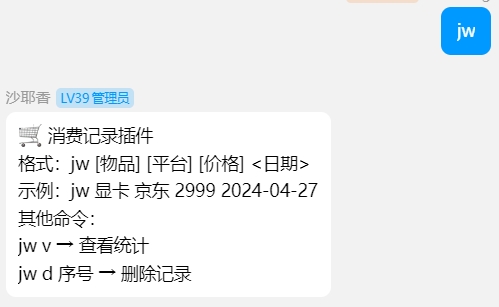 jw
沙耶香 LV39 管理员
🛒 消费记录插件
格式：jw [物品] [平台] [价格] <日期>
示例：jw 显卡 京东 2999 2024-04-27
其他命令：
jw v → 查看统计
jw d 序号 → 删除记录